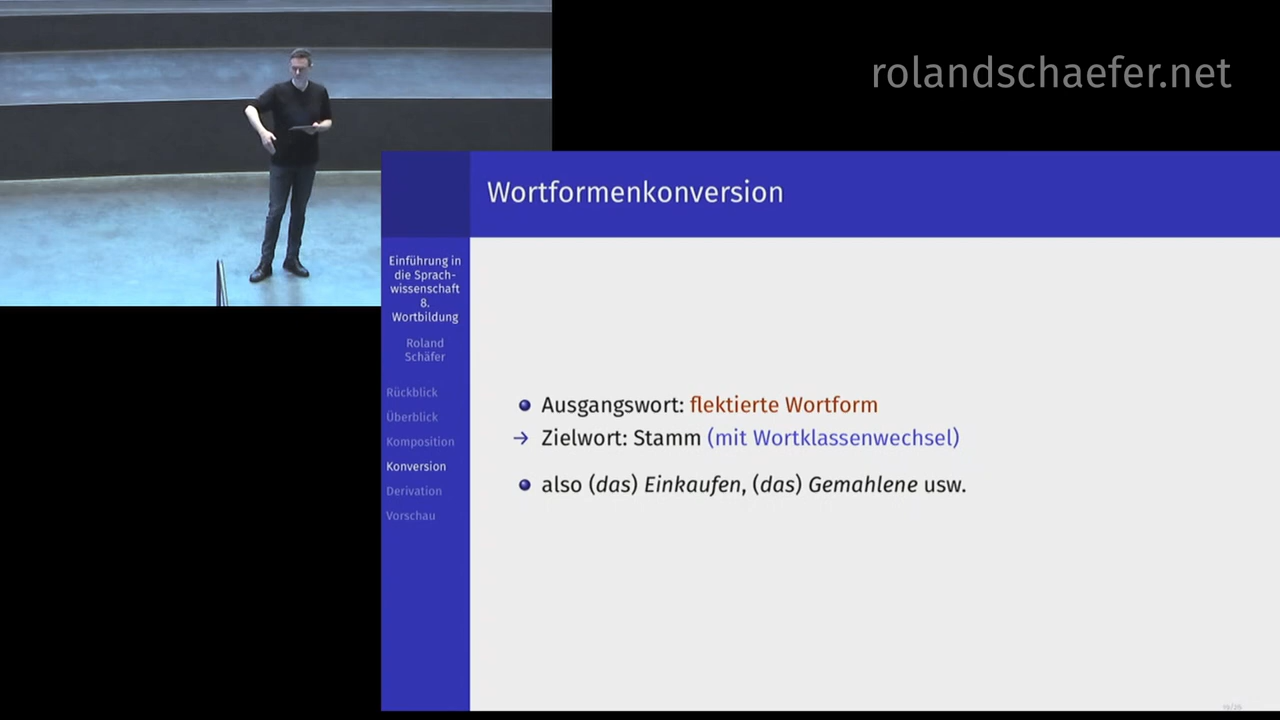 rolandschaefer.net
Wortformenkonversion
Einführung in
die Sprach-
wissenschaft
8.
Wortbildung
Roland
Schäfer
Rückblick
Überblick
Komposition
Konversion
Derivation
Vorschau
Ausgangswort: flektierte Wortform
→ Zielwort: Stamm (mit Wortklassenwechsel)
also (das) Einkaufen, (das) Gemahlene usw.